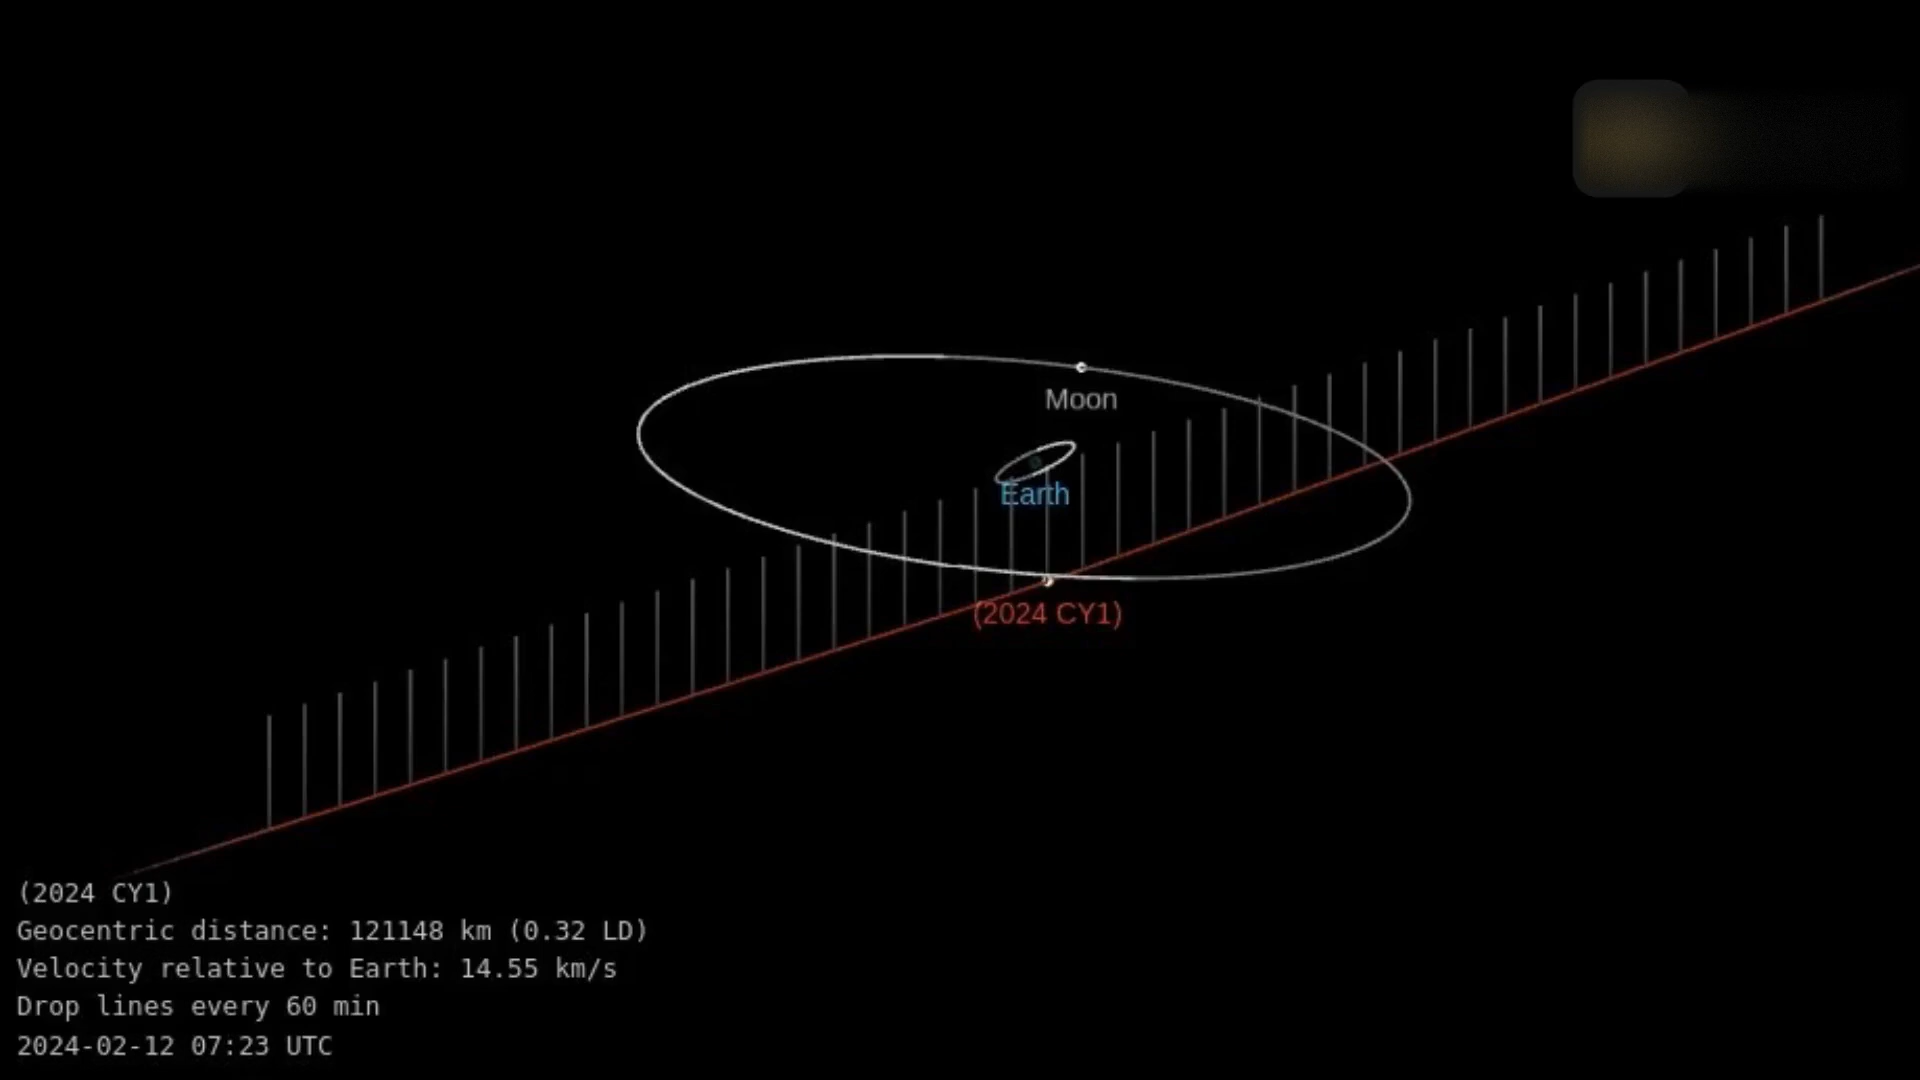 Moon
Earth
(2024 CY1)
(2024 CY1)
Geocentric distance: 121148 km (0.32 LD)
Velocity relative to Earth: 14.55 km/s
Drop lines every 60 min
2024-02-12 07:23 UTC